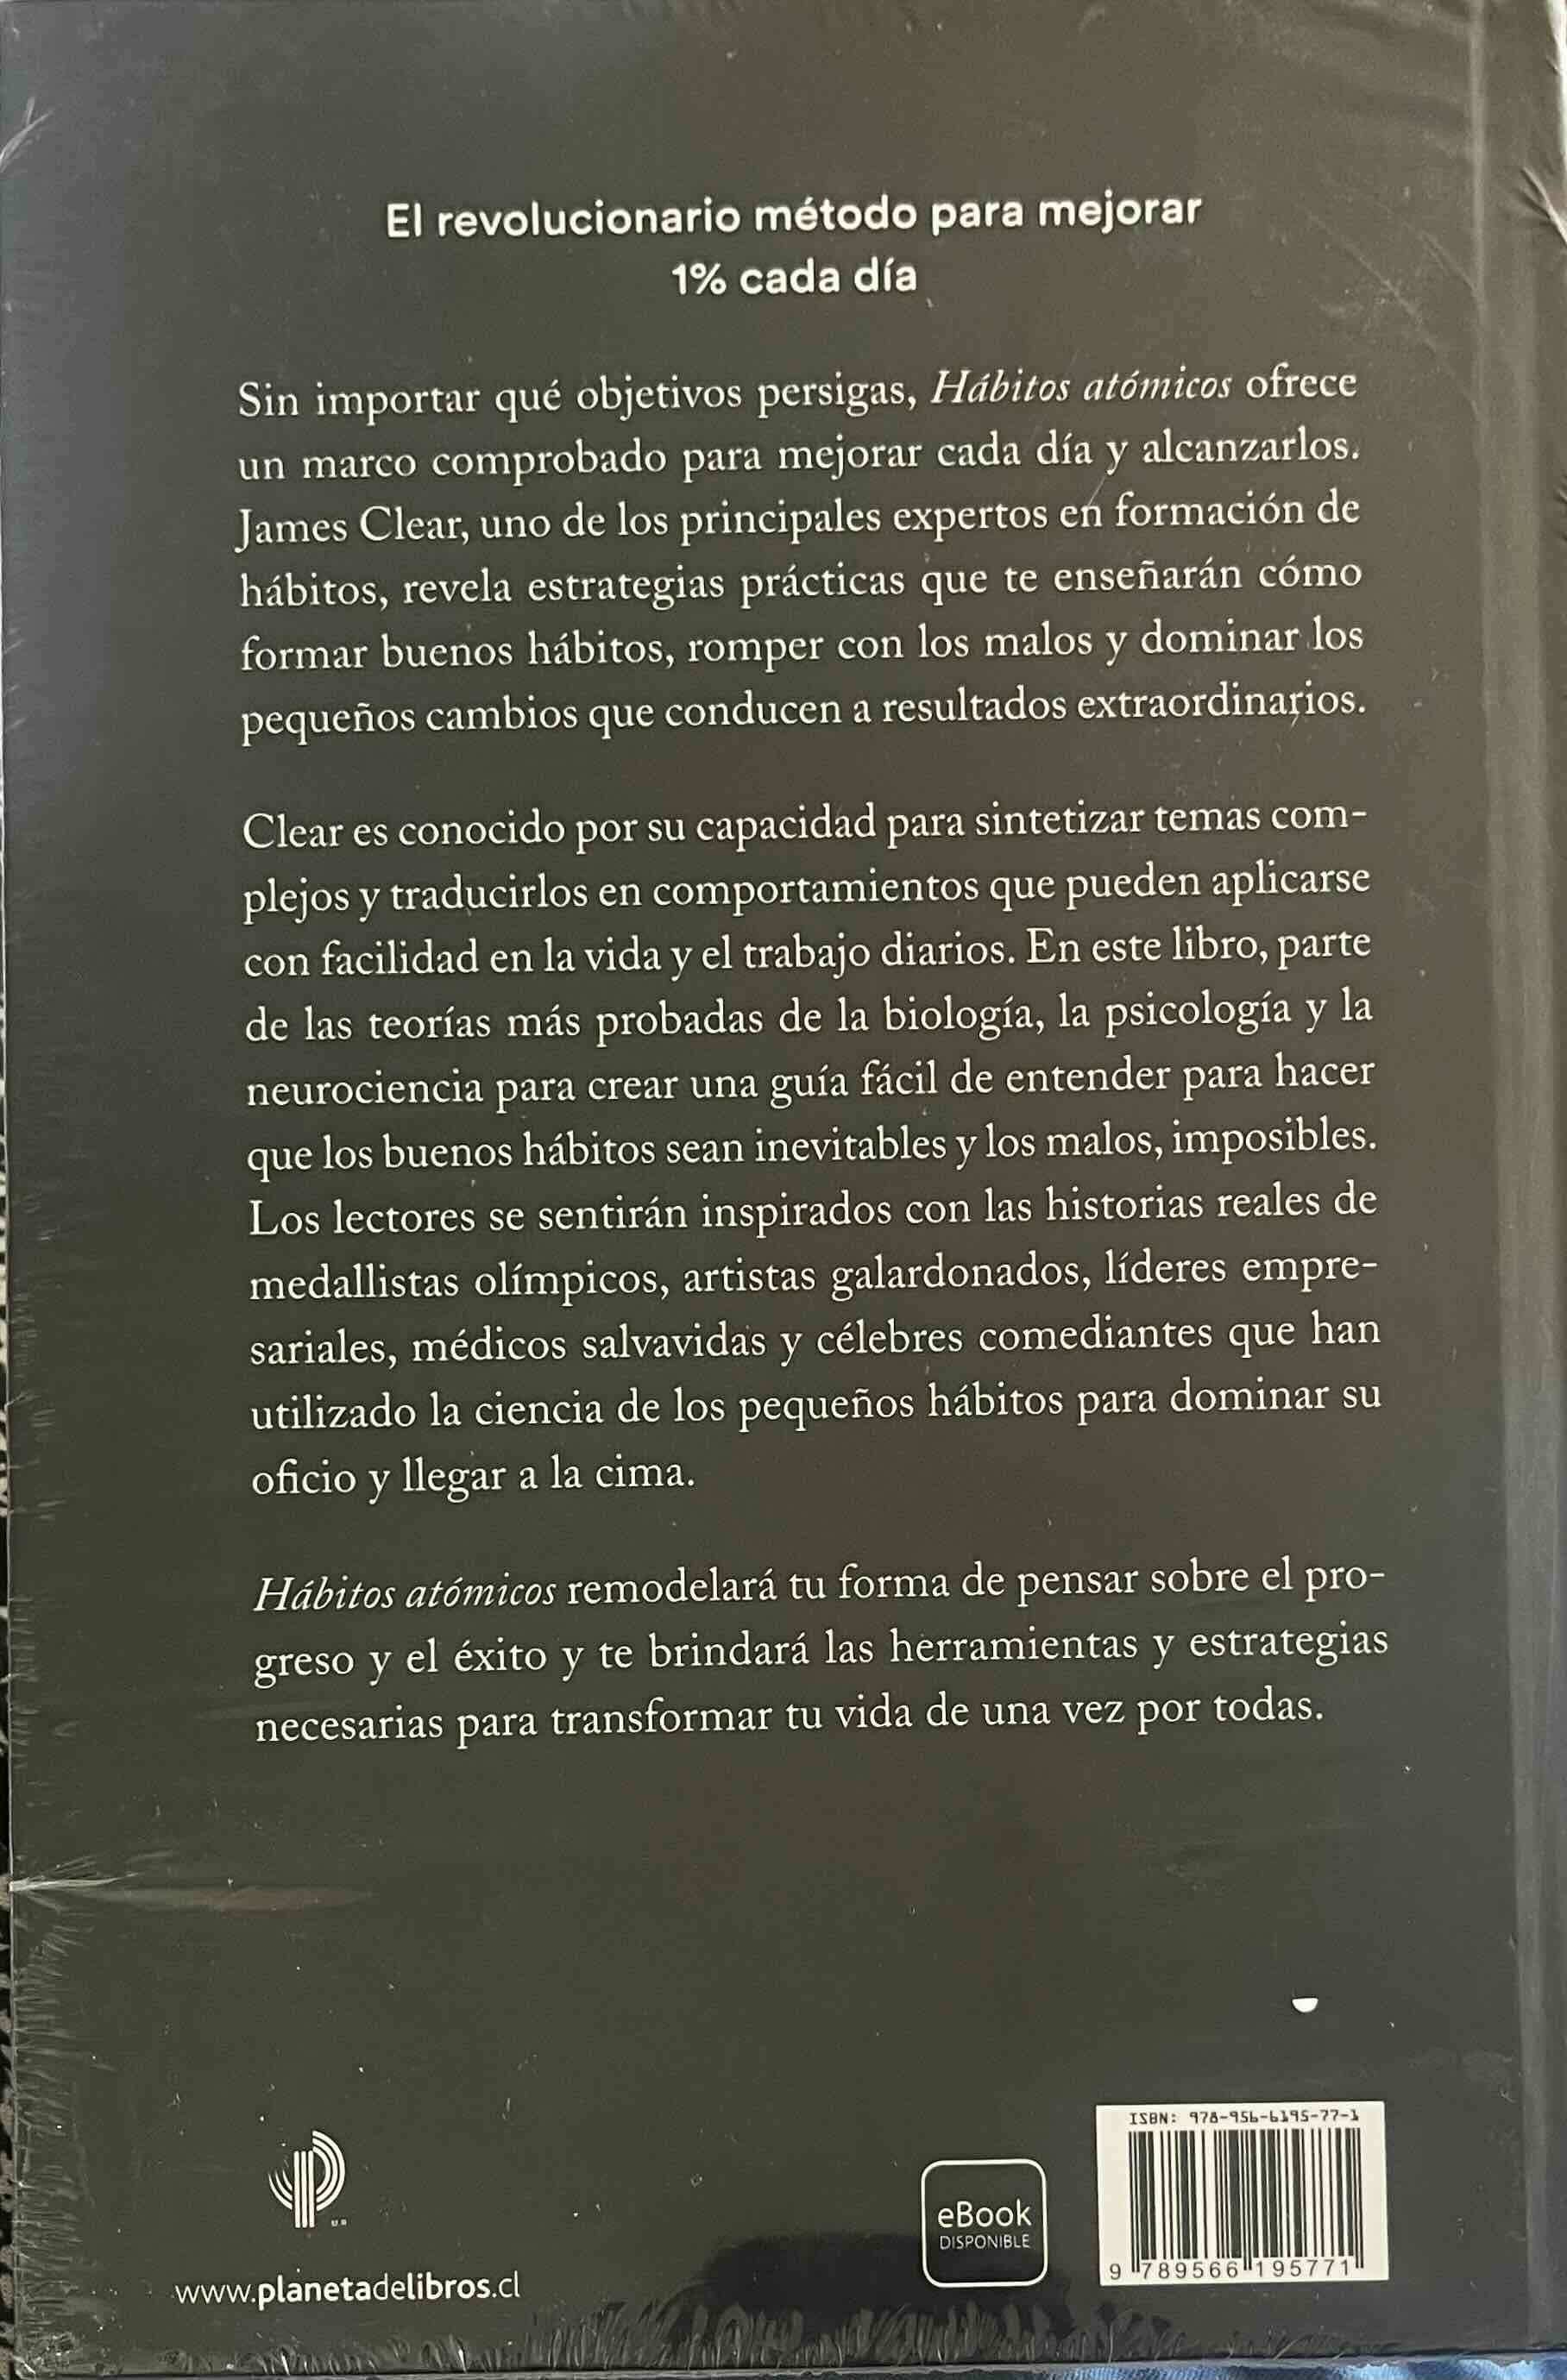 El revolucionario método para mejorar
1% cada día
Sin importar qué objetivos persigas, Hábitos atómicos ofrece
un marco comprobado para mejorar cada día y alcanzarlos.
James Clear, uno de los principales expertos en formación de
hábitos, revela estrategias prácticas que te enseñarán cómo
formar buenos hábitos, romper con los malos y dominar los
pequeños cambios que conducen a resultados extraordinarios.
Clear es conocido por su capacidad para sintetizar temas com-
plejos y traducirlos en comportamientos que pueden aplicarse
con facilidad en la vida y el trabajo diarios. En este libro, parte
de las teorías más probadas de la biología, la psicología y la
neurociencia para crear una guía fácil de entender para hacer
que los buenos hábitos sean inevitables y los malos, imposibles.
Los lectores se sentirán inspirados con las historias reales de
medallistas olímpicos, artistas galardonados, líderes empre-
sariales, médicos salvavidas y célebres comediantes que han
utilizado la ciencia de los pequeños hábitos para dominar su
oficio y llegar a la cima.
Hábitos atómicos remodelará tu forma de pensar sobre el pro-
greso y el éxito y te brindará las herramientas y estrategias
necesarias para transformar tu vida de una vez por todas.
www.planetadelibros.cl
eBook
DISPONIBLE
ISBN: 978-956-6195-77-1
9 789566 195771